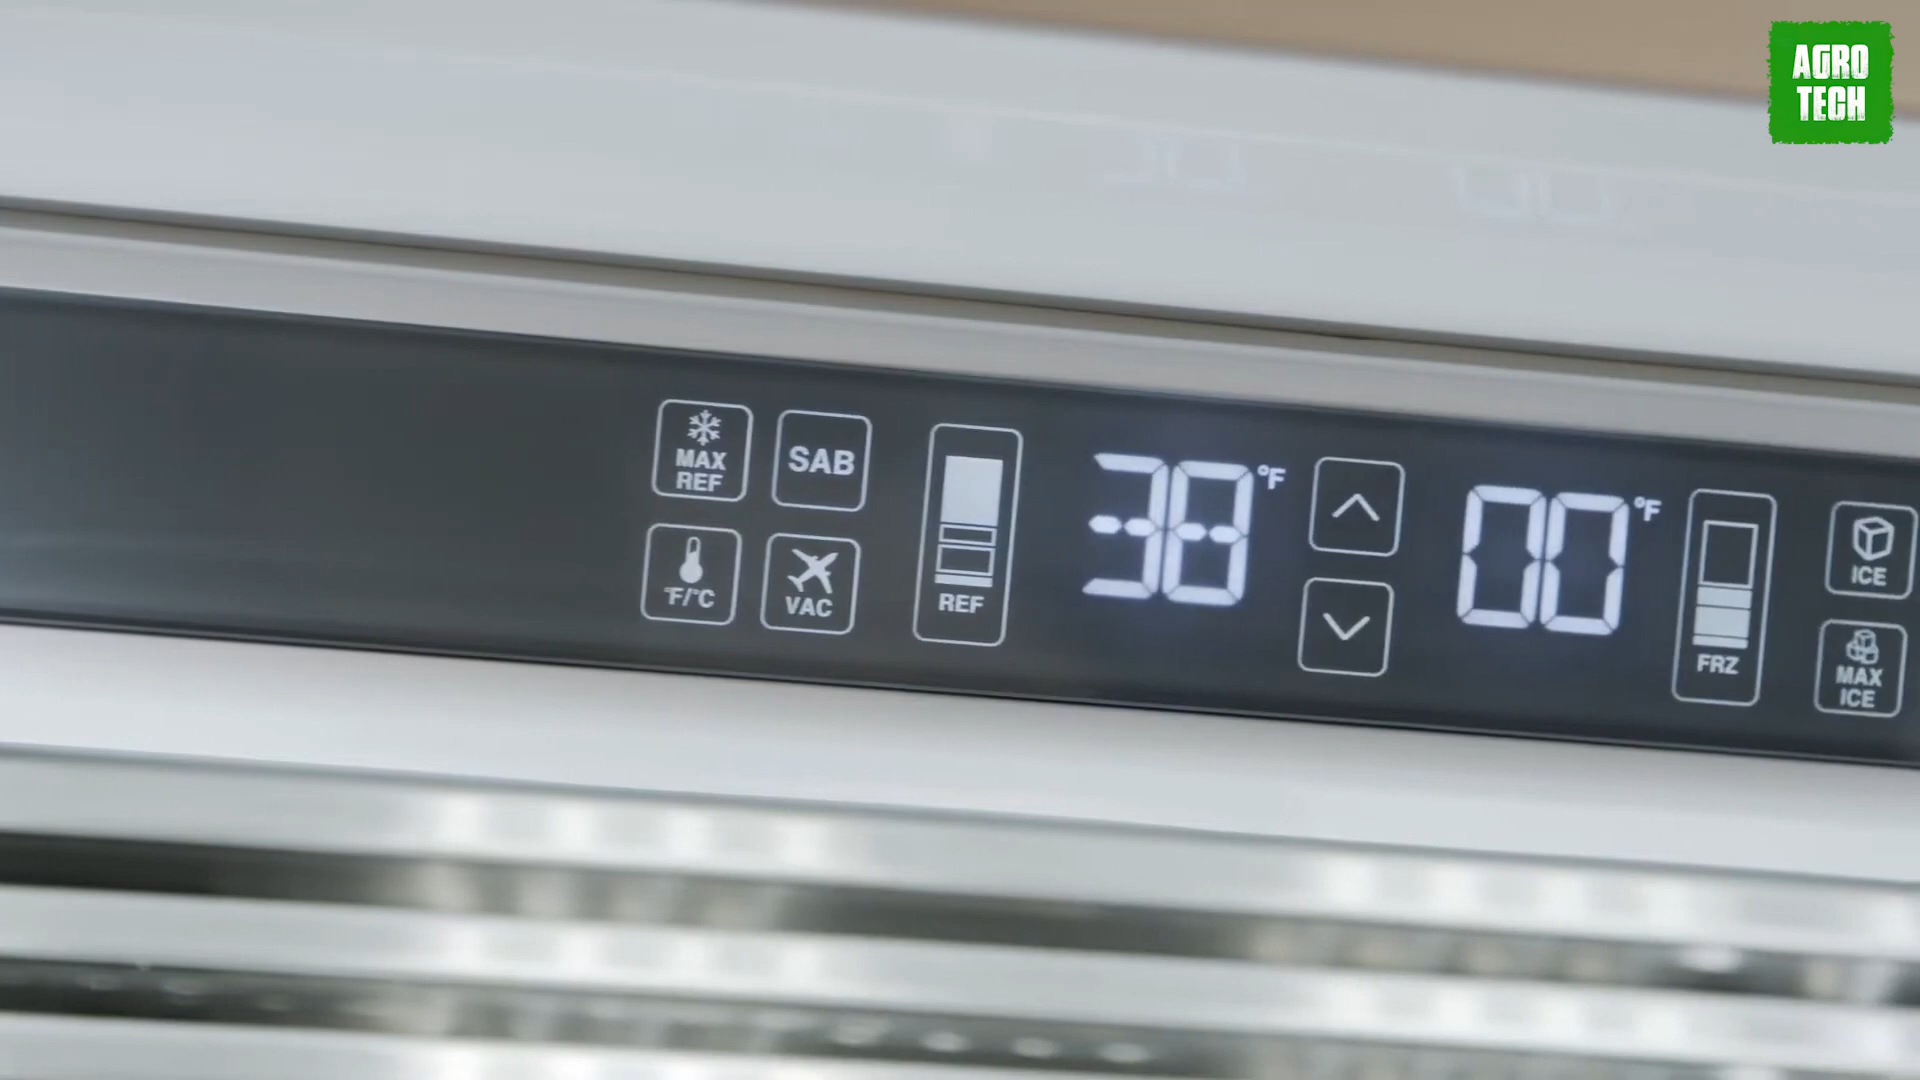 AGRO
TECH
MAX
REF
SAB
°F/°C
VAC
REF
38 °F
00 °F
FRZ
ICE
MAX
ICE